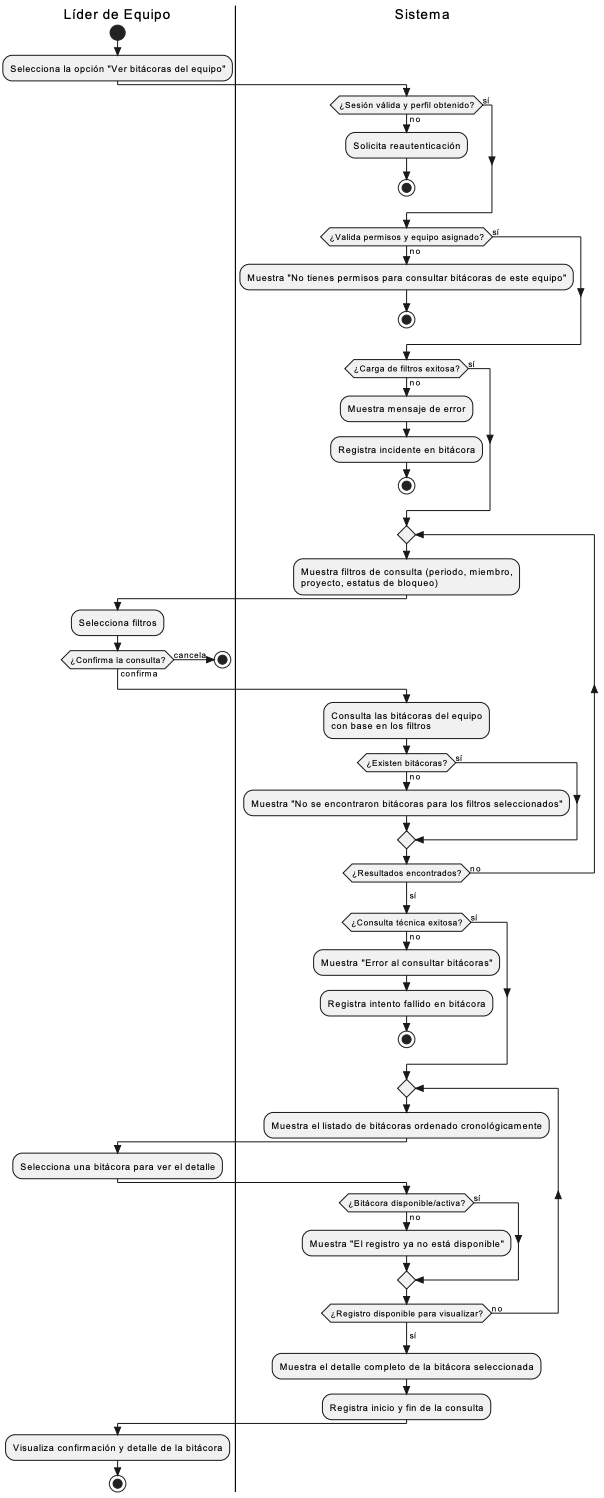 Líder de Equipo
Sistema
Selecciona la opción "Ver bitácoras del equipo"
¿Sesión válida y perfil obtenido?
sí
no
Solicita reautenticación
¿Valida permisos y equipo asignado?
sí
no
Muestra "No tienes permisos para consultar bitácoras de este equipo"
¿Carga de filtros exitosa?
sí
no
Muestra mensaje de error
Registra incidente en bitácora
Muestra filtros de consulta (periodo, miembro,
proyecto, estatus de bloqueo)
Selecciona filtros
¿Confirma la consulta?
cancela
confirma
Consulta las bitácoras del equipo
con base en los filtros
¿Existen bitácoras?
sí
no
Muestra "No se encontraron bitácoras para los filtros seleccionados"
¿Resultados encontrados?
no
sí
¿Consulta técnica exitosa?
sí
no
Muestra "Error al consultar bitácoras"
Registra intento fallido en bitácora
Muestra el listado de bitácoras ordenado cronológicamente
Selecciona una bitácora para ver el detalle
¿Bitácora disponible/activa?
sí
no
Muestra "El registro ya no está disponible"
¿Registro disponible para visualizar?
no
sí
Muestra el detalle completo de la bitácora seleccionada
Registra inicio y fin de la consulta
Visualiza confirmación y detalle de la bitácora